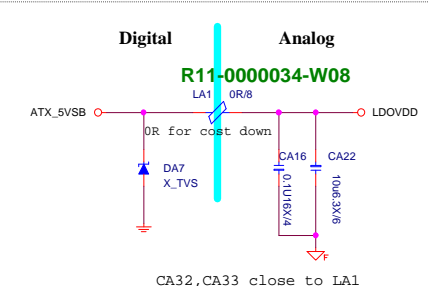 Digital Analog
R11-0000034-W08
LA1 0R/8
ATX_5VSB LDOVDD
0R for cost down
DA7
X_TVS
CA16
0.1U16X/4
CA22
10u6.3X/6
F
CA32,CA33 close to LA1